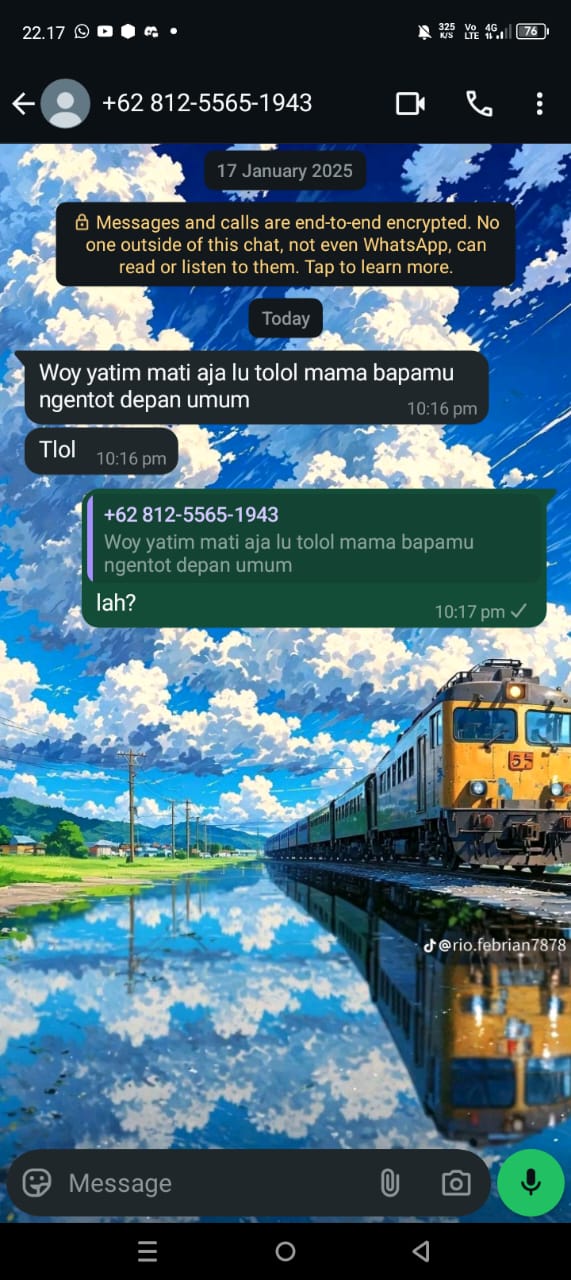 22.17
325
K/S
Vo
LTE
4G
76
+62 812-5565-1943
17 January 2025
Messages and calls are end-to-end encrypted. No
one outside of this chat, not even WhatsApp, can
read or listen to them. Tap to learn more.
Today
Woy yatim mati aja lu tolol mama bapamu
ngentot depan umum
10:16 pm
Tlol
10:16 pm
+62 812-5565-1943
Woy yatim mati aja lu tolol mama bapamu
ngentot depan umum
lah?
10:17 pm
55
@rio.febrian7878
Message